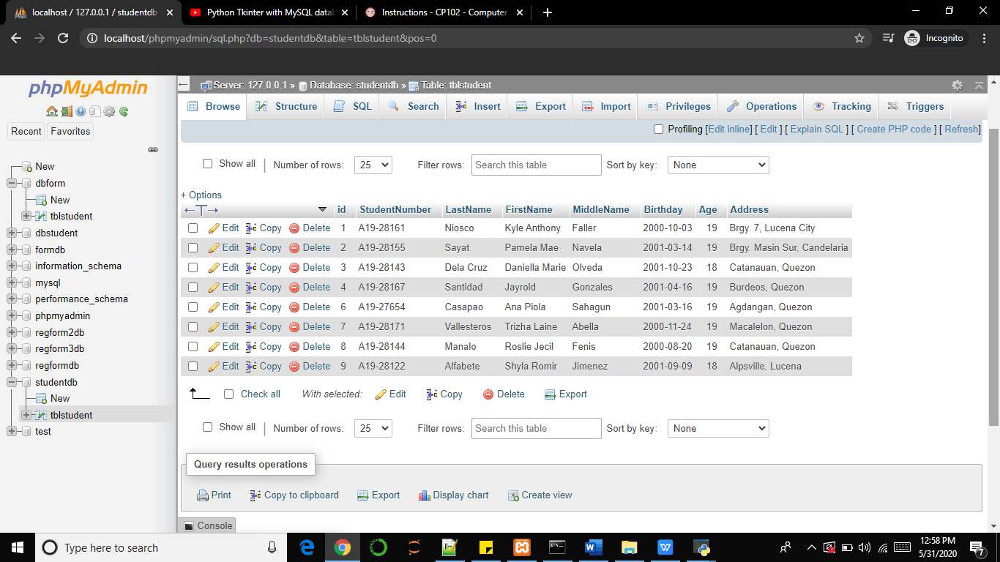 localhost / 127.0.0.1 / studentdb
Python Tkinter with MySQL datab
Instructions - CP102 - Computer
localhost/phpmyadmin/sql.php?db=studentdb&table=tblstudent&pos=0
Incognito
phpMyAdmin
Recent Favorites
New
dbform
New
tblstudent
dbstudent
formdb
information_schema
mysql
performance_schema
phpmyadmin
regform2db
regform3db
regformdb
studentdb
New
tblstudent
test
Server: 127.0.0.1 » Database: studentdb » Table: tblstudent
Browse Structure SQL Search Insert Export Import Privileges Operations Tracking Triggers
Profiling [Edit inline] [ Edit ] [ Explain SQL ] [ Create PHP code ] [ Refresh]
Show all | Number of rows: 25 Filter rows: Search this table Sort by key: None
+ Options
←T→ id StudentNumber LastName FirstName MiddleName Birthday Age Address
Edit Copy Delete 1 A19-28161 Niosco Kyle Anthony Faller 2000-10-03 19 Brgy. 7, Lucena City
Edit Copy Delete 2 A19-28155 Sayat Pamela Mae Navela 2001-03-14 19 Brgy. Masin Sur, Candelaria
Edit Copy Delete 3 A19-28143 Dela Cruz Daniella Marie Olveda 2001-10-23 18 Catanauan, Quezon
Edit Copy Delete 4 A19-28167 Santidad Jayrold Gonzales 2001-04-16 19 Burdeos, Quezon
Edit Copy Delete 6 A19-27654 Casapao Ana Piola Sahagun 2001-03-16 19 Agdangan, Quezon
Edit Copy Delete 7 A19-28171 Vallesteros Trizha Laine Abella 2000-11-24 19 Macalelon, Quezon
Edit Copy Delete 8 A19-28144 Manalo Roslie Jecil Fenis 2000-08-20 19 Catanauan, Quezon
Edit Copy Delete 9 A19-28122 Alfabete Shyla Romir Jimenez 2001-09-09 18 Alpsville, Lucena
Check all With selected: Edit Copy Delete Export
Show all | Number of rows: 25 Filter rows: Search this table Sort by key: None
Query results operations
Print Copy to clipboard Export Display chart Create view
Console
Type here to search
12:58 PM
5/31/2020
7